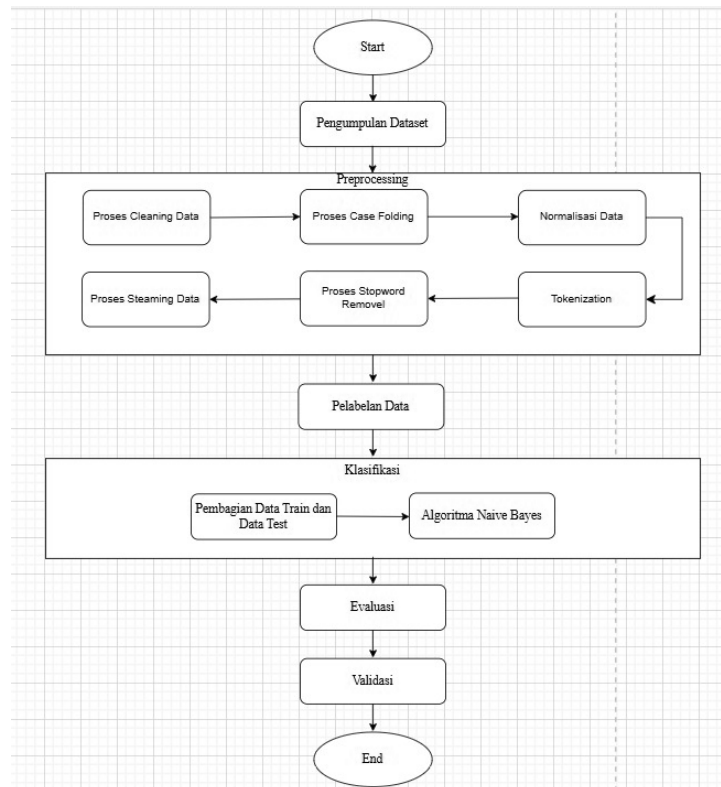 Start
Pengumpulan Dataset
Preprocessing
Proses Cleaning Data
Proses Case Folding
Normalisasi Data
Tokenization
Proses Stopword
Removel
Proses Steaming Data
Pelabelan Data
Klasifikasi
Pembagian Data Train dan
Data Test
Algoritma Naive Bayes
Evaluasi
Validasi
End